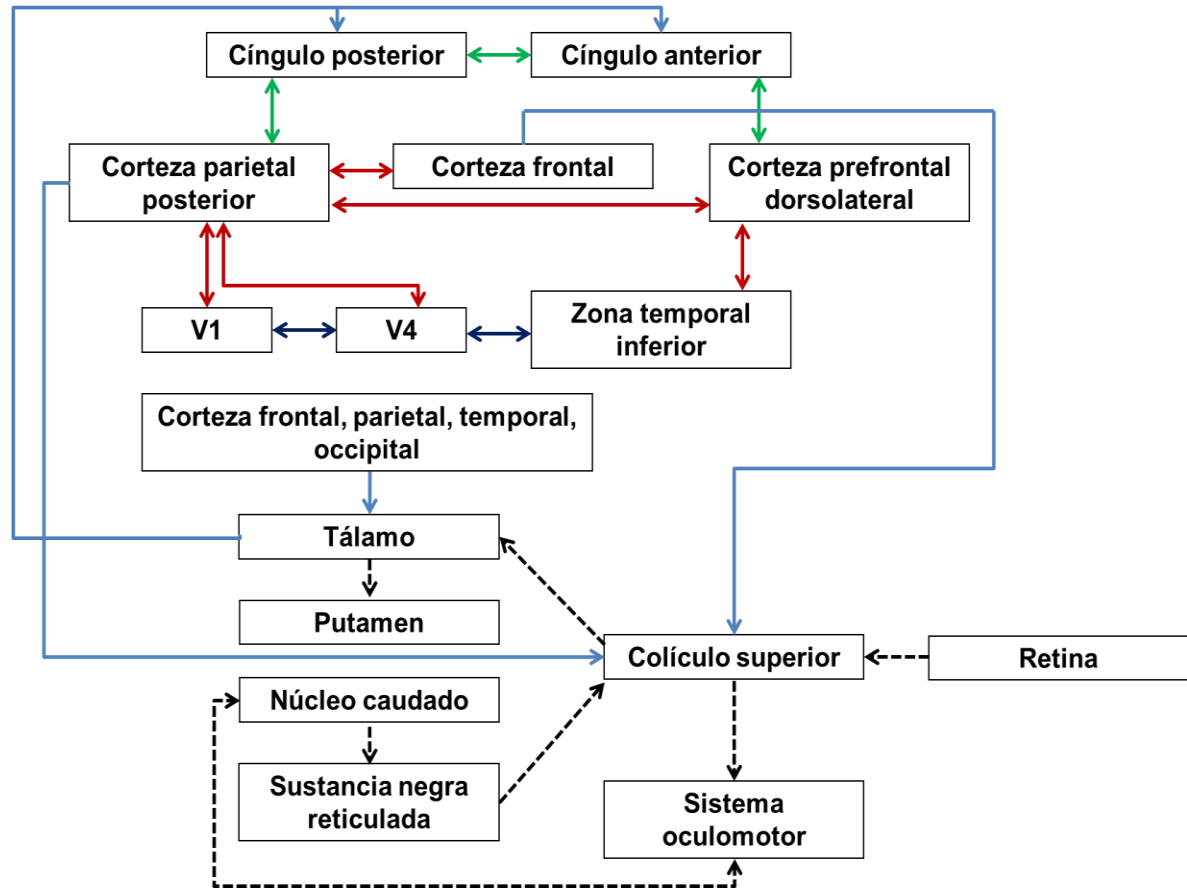 Cíngulo posterior
Cíngulo anterior
Corteza parietal
posterior
Corteza frontal
Corteza prefrontal
dorsolateral
V1
V4
Zona temporal
inferior
Corteza frontal, parietal, temporal,
occipital
Tálamo
Putamen
Colículo superior
Retina
Núcleo caudado
Sustancia negra
reticulada
Sistema
oculomotor